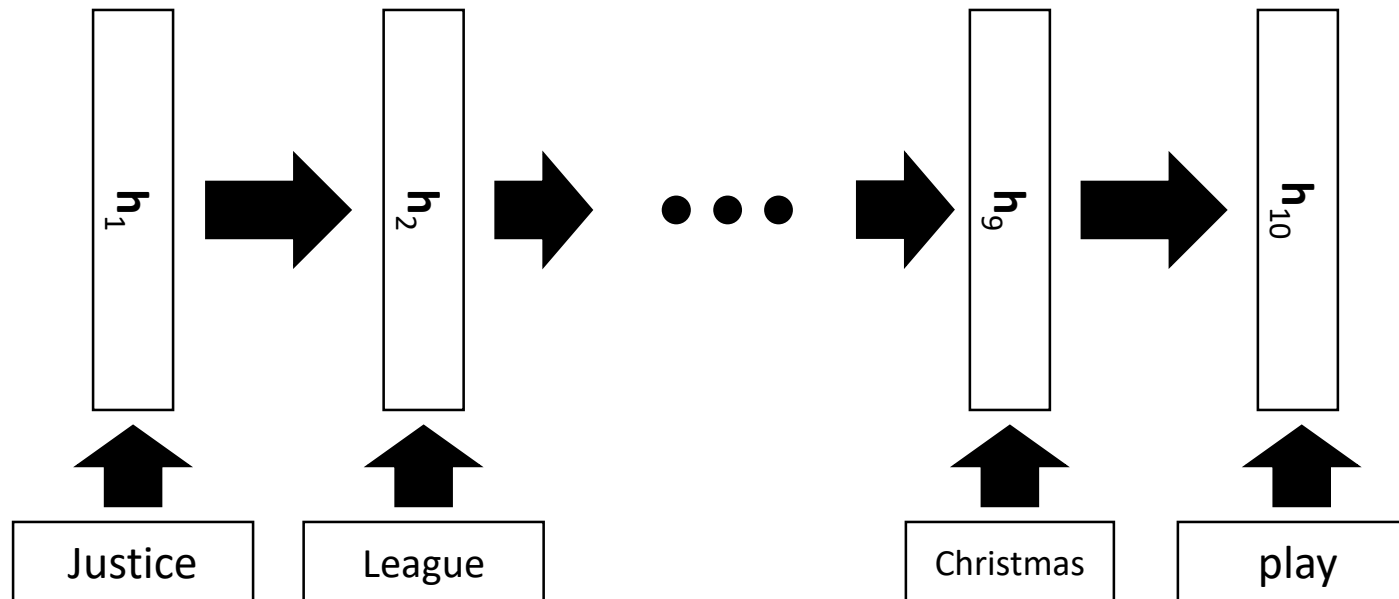 h₁
h₂
h₉
h₁₀
Justice
League
Christmas
play